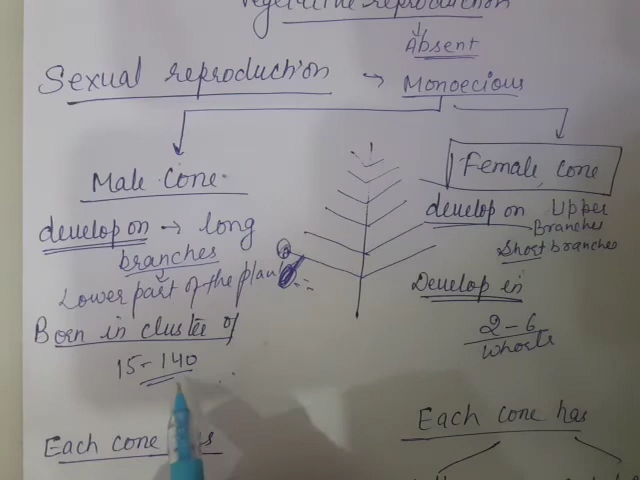 Vegetative reproduction
Absent
Sexual reproduction → Monoecious
Male Cone.
develop on → long
branches
Lower part of the plant
Born in cluster of
15-140
Female cone
develop on Upper
Branches
Short branches
Develop in
2-6
Whorls
Each cone
Each cone has